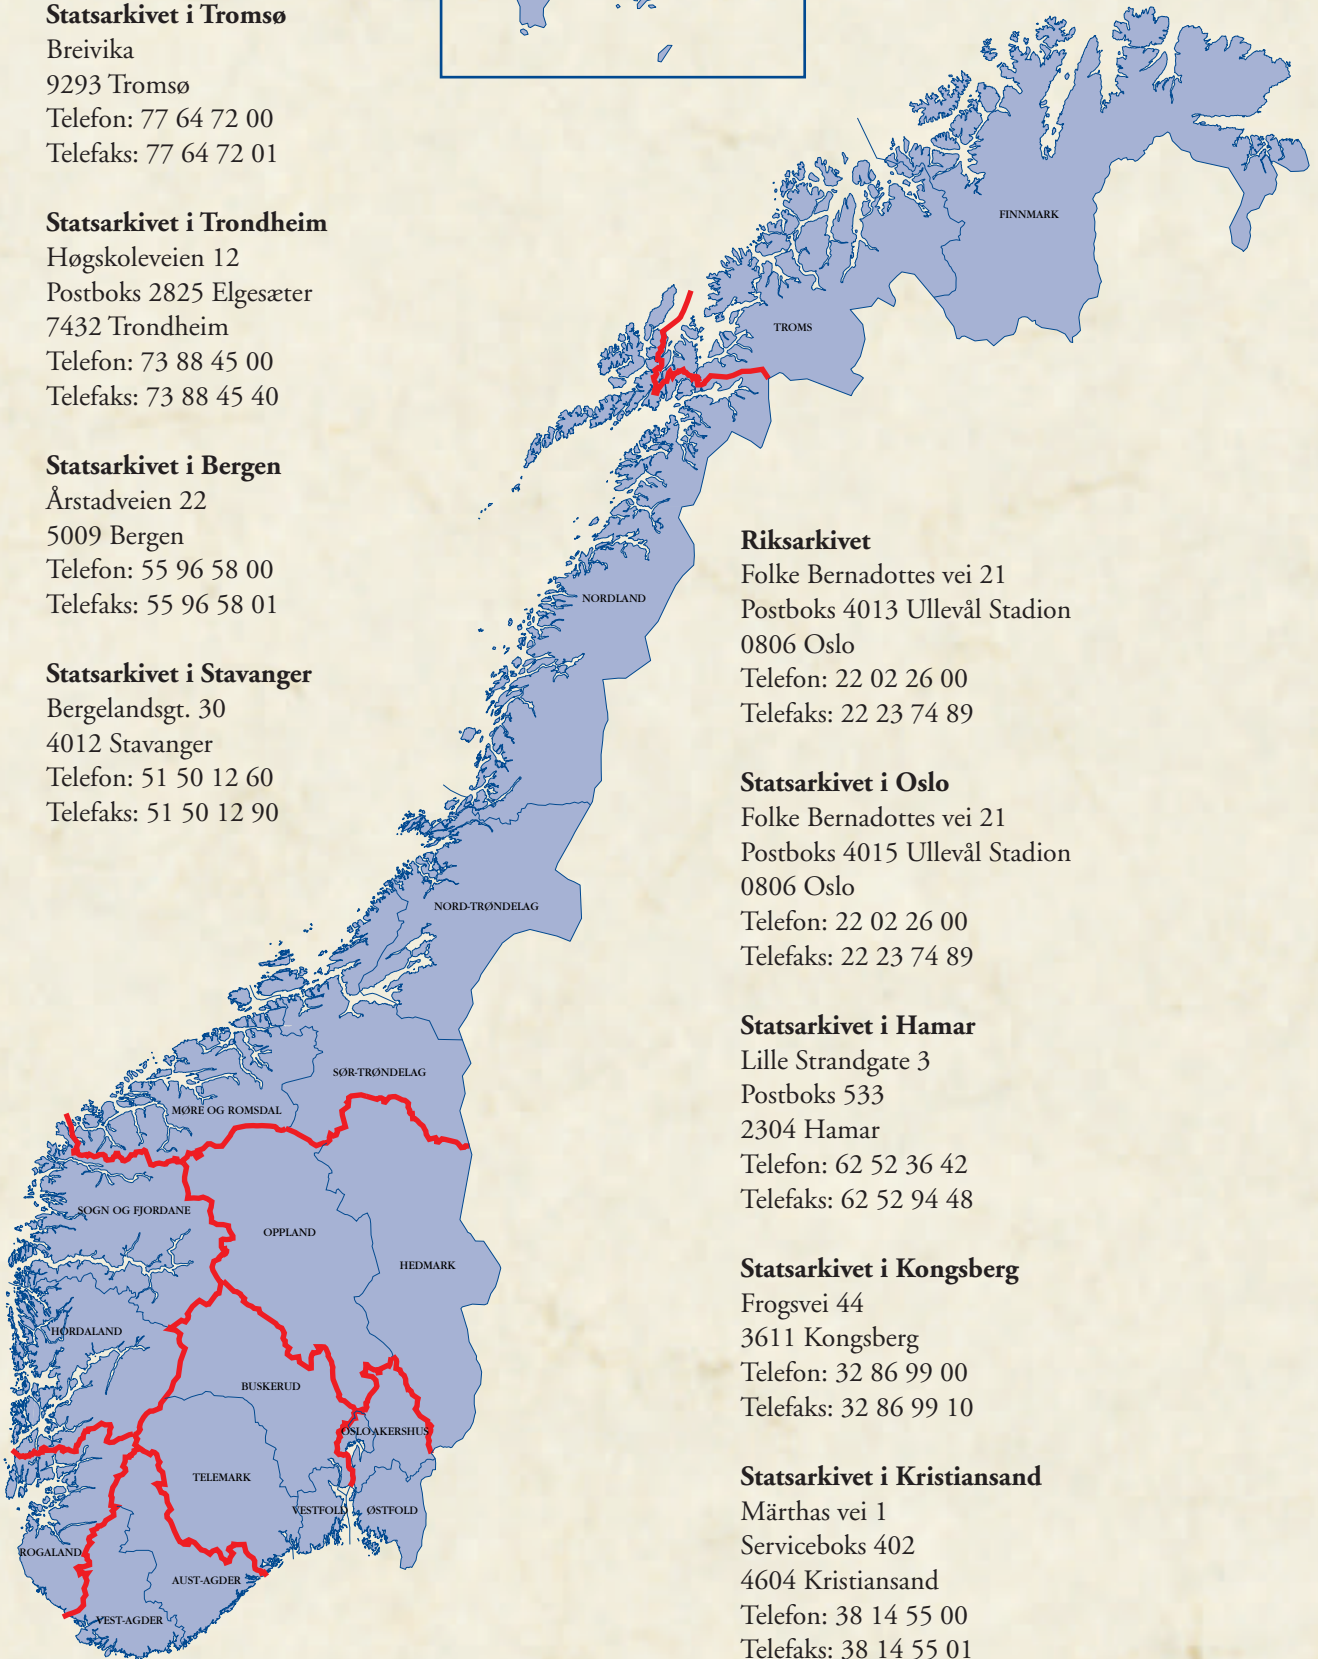 Statsarkivet i Tromsø
Breivika
9293 Tromsø
Telefon: 77 64 72 00
Telefaks: 77 64 72 01
Statsarkivet i Trondheim
Høgskoleveien 12
Postboks 2825 Elgesæter
7432 Trondheim
Telefon: 73 88 45 00
Telefaks: 73 88 45 40
Statsarkivet i Bergen
Årstadveien 22
5009 Bergen
Telefon: 55 96 58 00
Telefaks: 55 96 58 01
Statsarkivet i Stavanger
Bergelandsgt. 30
4012 Stavanger
Telefon: 51 50 12 60
Telefaks: 51 50 12 90
Riksarkivet
Folke Bernadottes vei 21
Postboks 4013 Ullevål Stadion
0806 Oslo
Telefon: 22 02 26 00
Telefaks: 22 23 74 89
Statsarkivet i Oslo
Folke Bernadottes vei 21
Postboks 4015 Ullevål Stadion
0806 Oslo
Telefon: 22 02 26 00
Telefaks: 22 23 74 89
Statsarkivet i Hamar
Lille Strandgate 3
Postboks 533
2304 Hamar
Telefon: 62 52 36 42
Telefaks: 62 52 94 48
Statsarkivet i Kongsberg
Frogsvei 44
3611 Kongsberg
Telefon: 32 86 99 00
Telefaks: 32 86 99 10
Statsarkivet i Kristiansand
Märthas vei 1
Serviceboks 402
4604 Kristiansand
Telefon: 38 14 55 00
Telefaks: 38 14 55 01
FINNMARK
TROMS
NORDLAND
NORD-TRØNDELAG
SØR-TRØNDELAG
MØRE OG ROMSDAL
SOGN OG FJORDANE
OPPLAND
HEDMARK
HORDALAND
BUSKERUD
OSLO AKERSHUS
TELEMARK
VESTFOLD
ØSTFOLD
ROGALAND
AUST-AGDER
VEST-AGDER